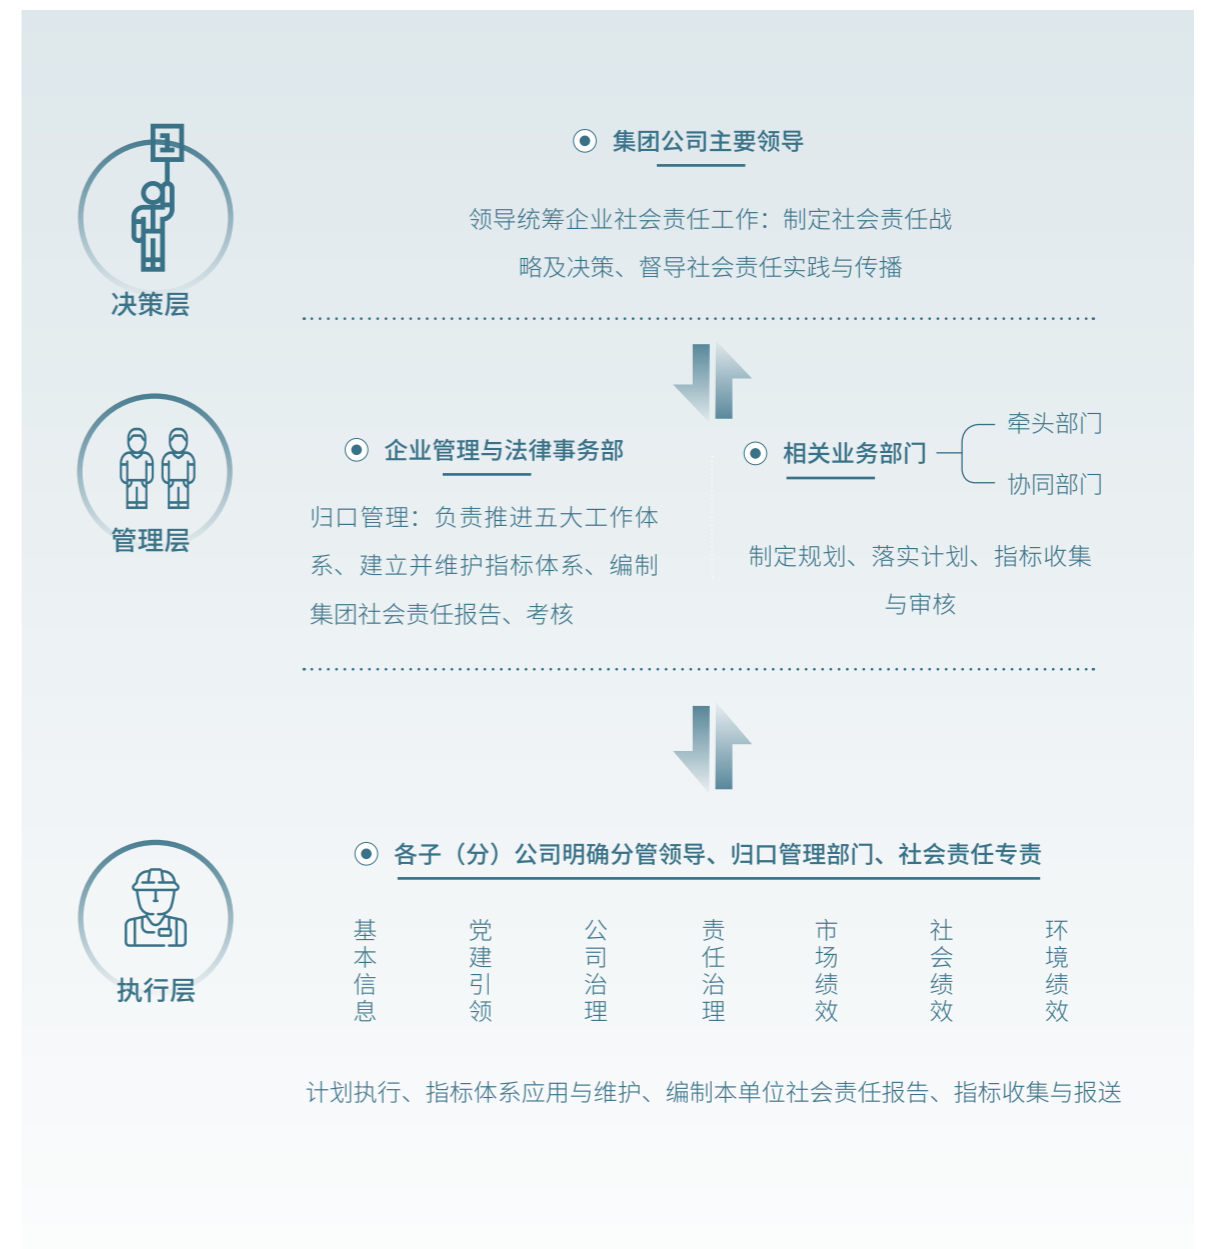 1
决策层
集团公司主要领导
领导统筹企业社会责任工作：制定社会责任战
略及决策、督导社会责任实践与传播
管理层
企业管理与法律事务部
归口管理：负责推进五大工作体
系、建立并维护指标体系、编制
集团社会责任报告、考核
相关业务部门
牵头部门
协同部门
制定规划、落实计划、指标收集
与审核
执行层
各子（分）公司明确分管领导、归口管理部门、社会责任专责
基本信息
党建引领
公司治理
责任治理
市场绩效
社会绩效
环境绩效
计划执行、指标体系应用与维护、编制本单位社会责任报告、指标收集与报送